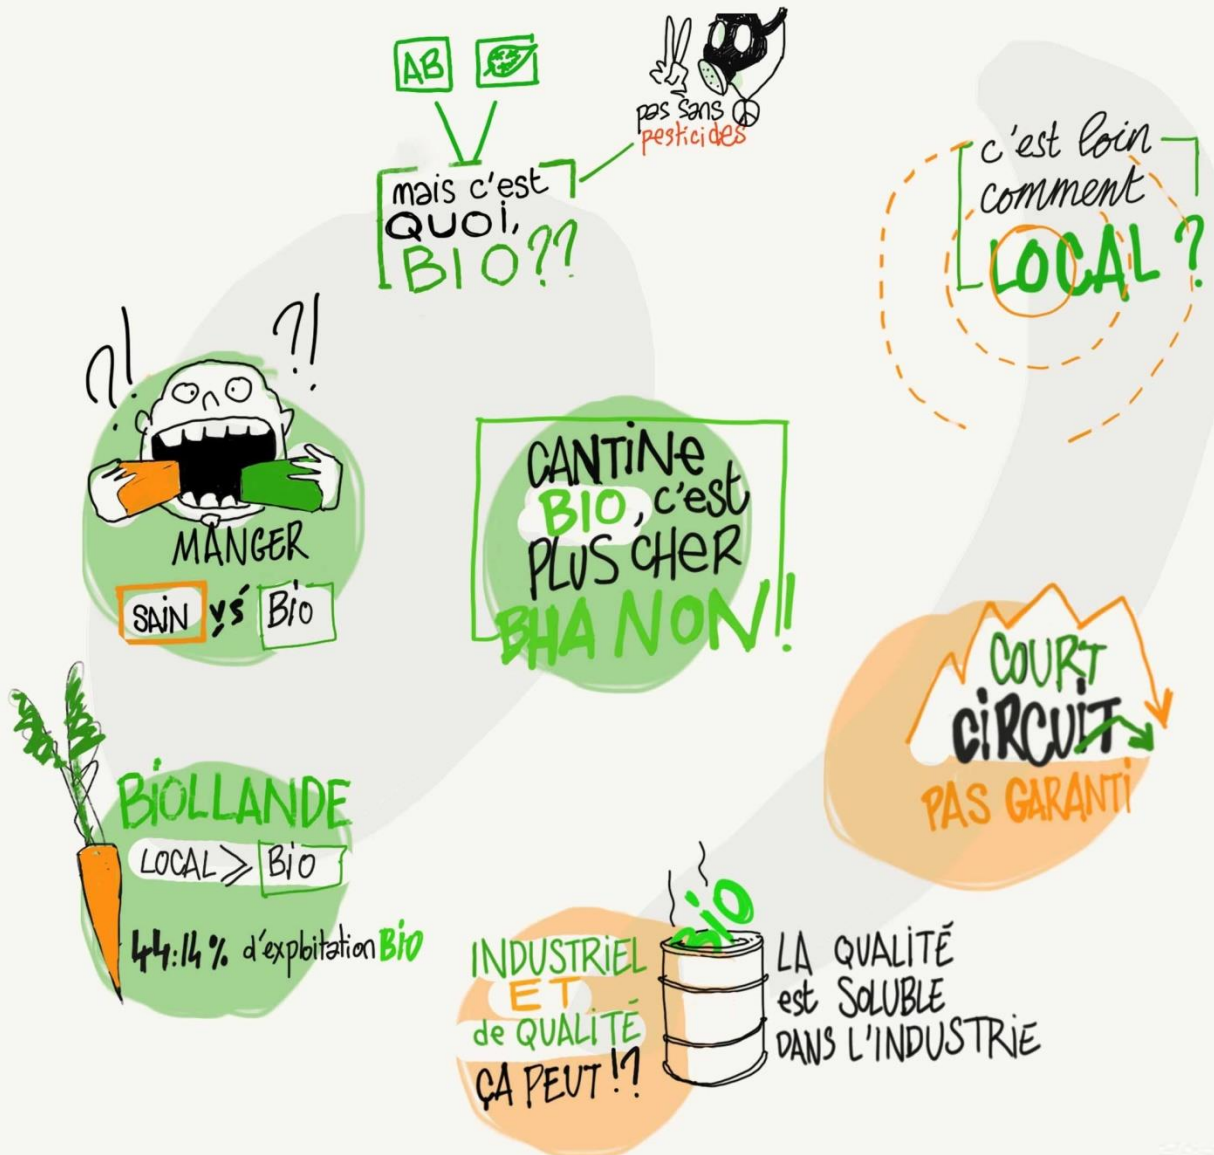 AB
pas sans
pesticides
mais c'est
QUOI,
BIO??
c'est loin
comment
LOCAL?
?! ?!
MANGER
SAIN vs Bio
CANTINE
BIO, c'est
PLUS CHER
BHA NON!!
COURT
CIRCUIT
PAS GARANTI
BIOLLANDE
LOCAL > Bio
44:14% d'exploitation BIO
BIO
INDUSTRIEL
ET
de QUALITÉ
ÇA PEUT!?
LA QUALITÉ
est SOLUBLE
DANS L'INDUSTRIE